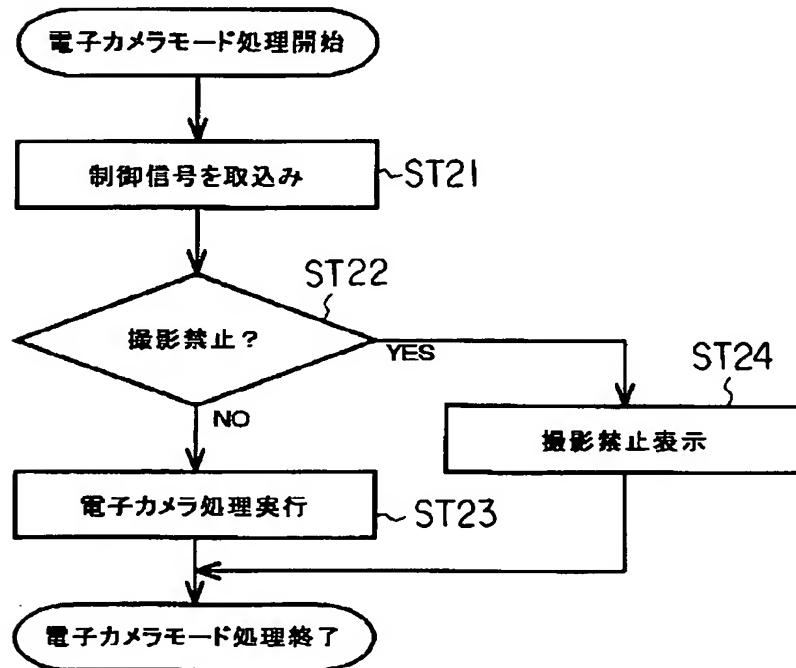 電子カメラモード処理開始
制御信号を取込み
ST21
ST22
撮影禁止?
YES
NO
ST24
撮影禁止表示
電子カメラ処理実行
ST23
電子カメラモード処理終了